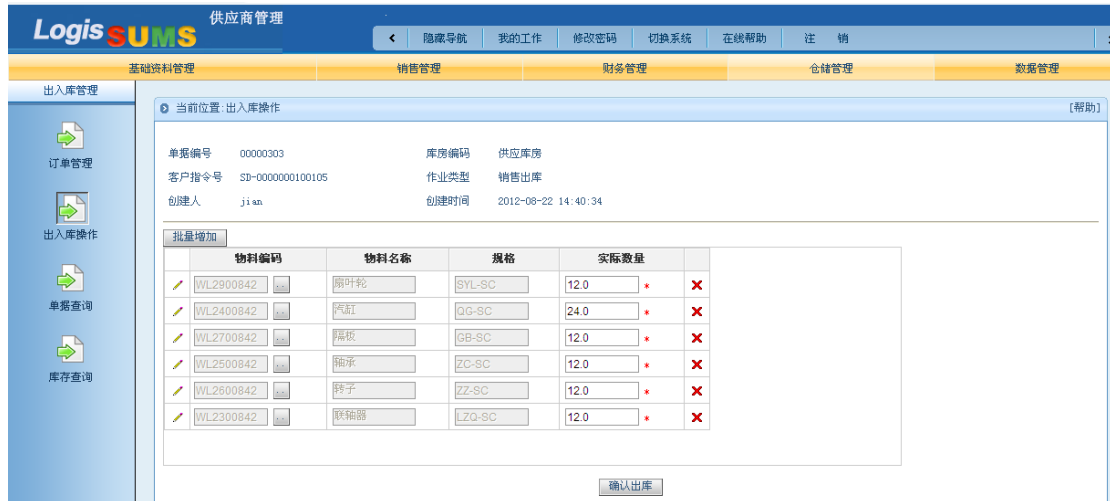 Logis SUMS 供应商管理
隐藏导航 我的工作 修改密码 切换系统 在线帮助 注 销
基础资料管理 销售管理 财务管理 仓储管理 数据管理
出入库管理
当前位置:出入库操作 [帮助]
订单管理
出入库操作
单据查询
库存查询
单据编号 00000303 库房编码 供应库房
客户指令号 SD-0000000100105 作业类型 销售出库
创建人 jian 创建时间 2012-08-22 14:40:34
批量增加
物料编码 物料名称 规格 实际数量
WL2900842 .. 扇叶轮 SYL-SC 12.0 *
WL2400842 .. 汽缸 QG-SC 24.0 *
WL2700842 .. 隔板 GB-SC 12.0 *
WL2500842 .. 轴承 ZC-SC 12.0 *
WL2600842 .. 转子 ZZ-SC 12.0 *
WL2300842 .. 联轴器 LZQ-SC 12.0 *
确认出库